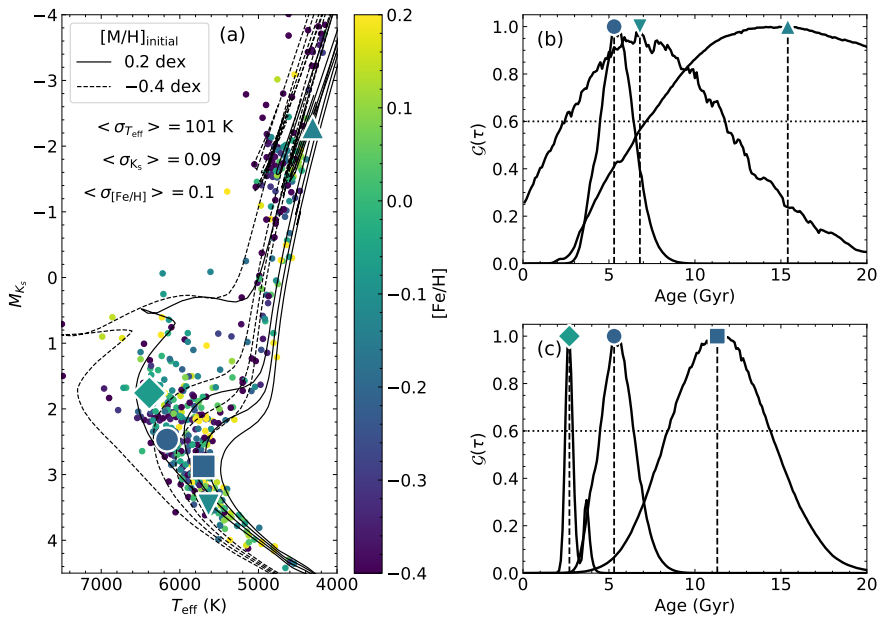 [M/H]initial
0.2 dex
−0.4 dex
(a)
< σTeff > = 101 K
< σKs > = 0.09
< σ[Fe/H] > = 0.1
−4
−3
−2
−1
0
1
2
3
4
MKs
7000 6000 5000 4000
Teff (K)
0.2
0.1
0.0
−0.1
−0.2
−0.3
−0.4
[Fe/H]
(b)
1.0
0.8
0.6
0.4
0.2
0.0
G(τ)
0 5 10 15 20
Age (Gyr)
(c)
1.0
0.8
0.6
0.4
0.2
0.0
G(τ)
0 5 10 15 20
Age (Gyr)